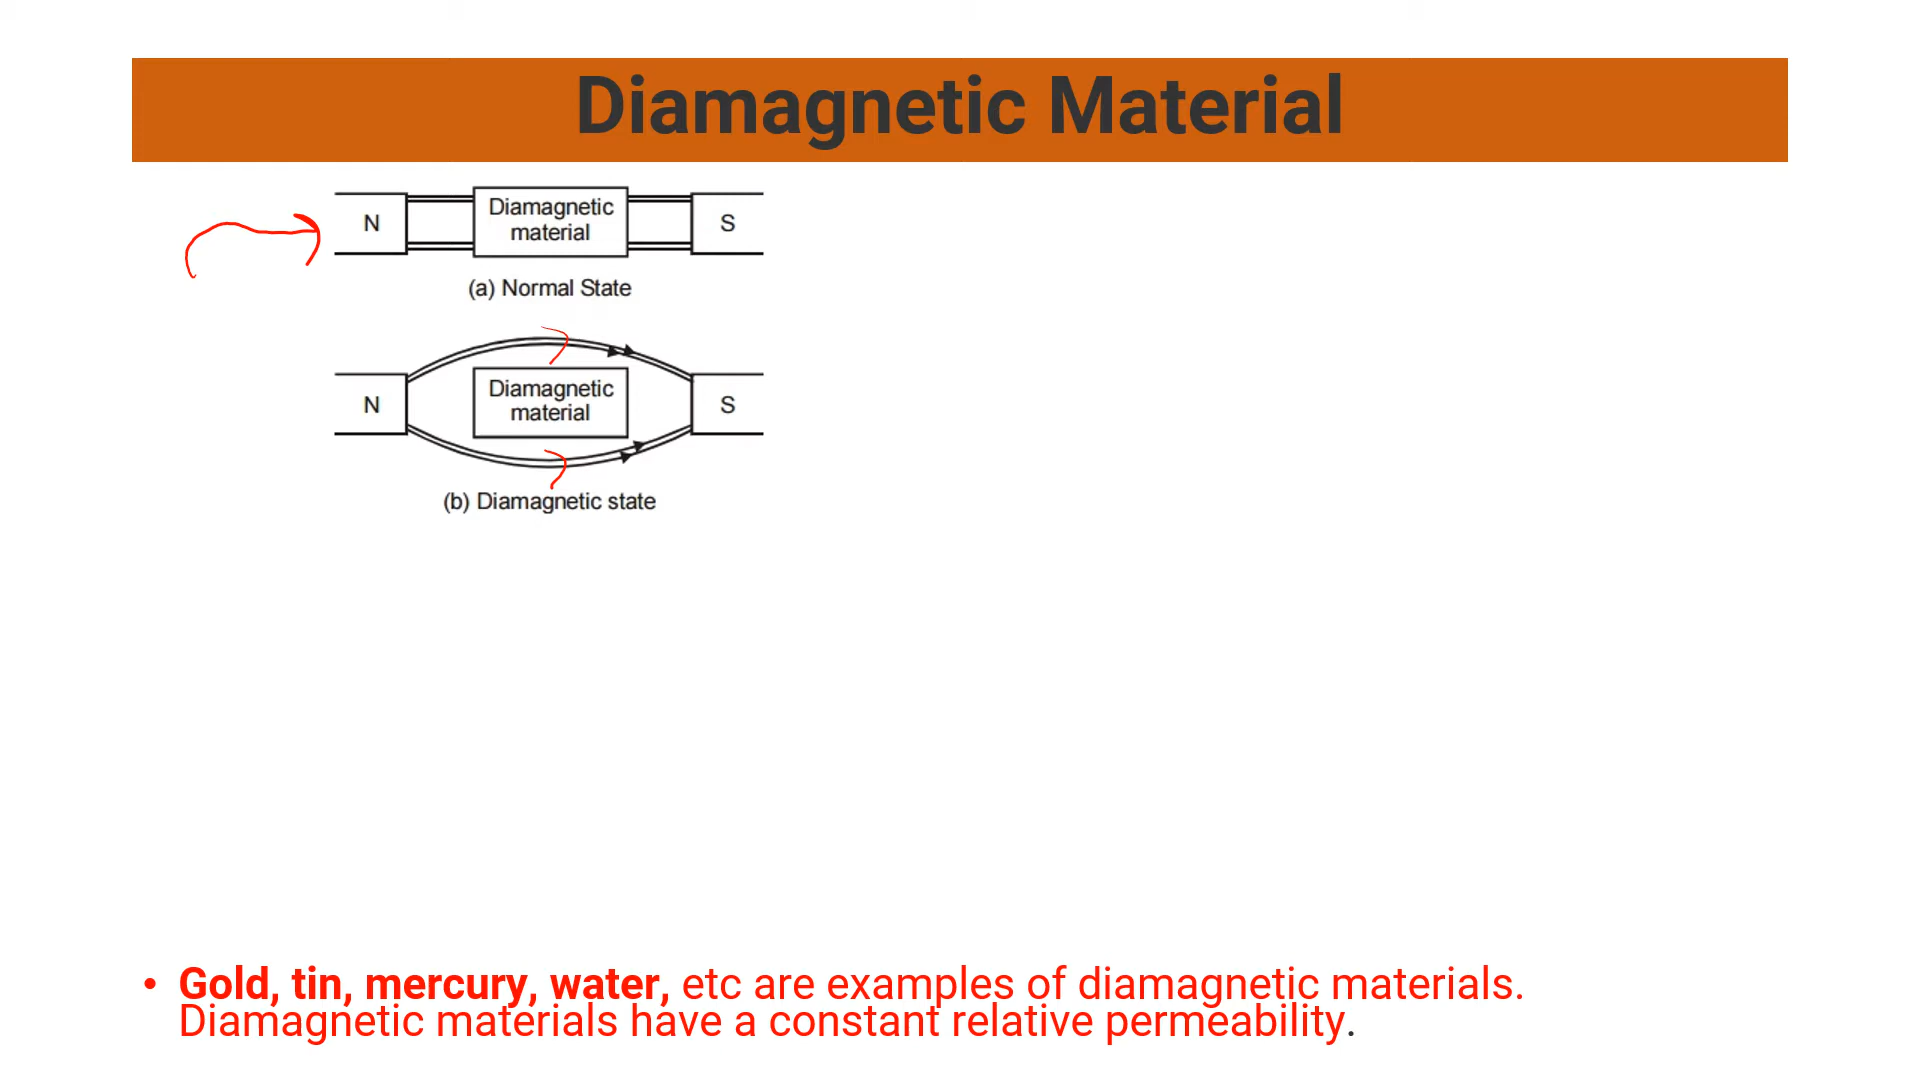 Diamagnetic Material
N
Diamagnetic
material
S
(a) Normal State
N
Diamagnetic
material
S
(b) Diamagnetic state
• Gold, tin, mercury, water, etc are examples of diamagnetic materials.
Diamagnetic materials have a constant relative permeability.